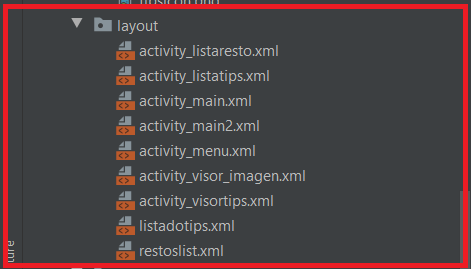 layout
activity_listaresto.xml
activity_listatips.xml
activity_main.xml
activity_main2.xml
activity_menu.xml
activity_visor_imagen.xml
activity_visortips.xml
listadotips.xml
restoslist.xml